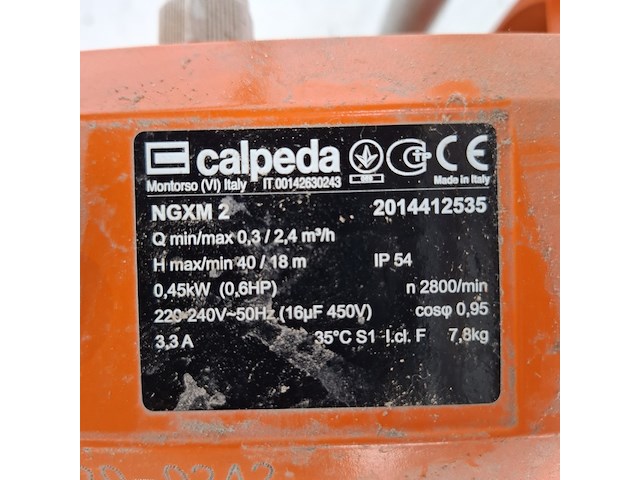 calpeda
Montorso (VI) Italy IT.00142630243
Made in Italy
NGXM 2 2014412535
Q min/max 0,3 / 2,4 m³/h
H max/min 40 / 18 m IP 54
0,45kW (0,6HP) n 2800/min
220-240V~50Hz (16µF 450V) cosφ 0,95
3,3 A 35°C S1 I.cl. F 7,8kg